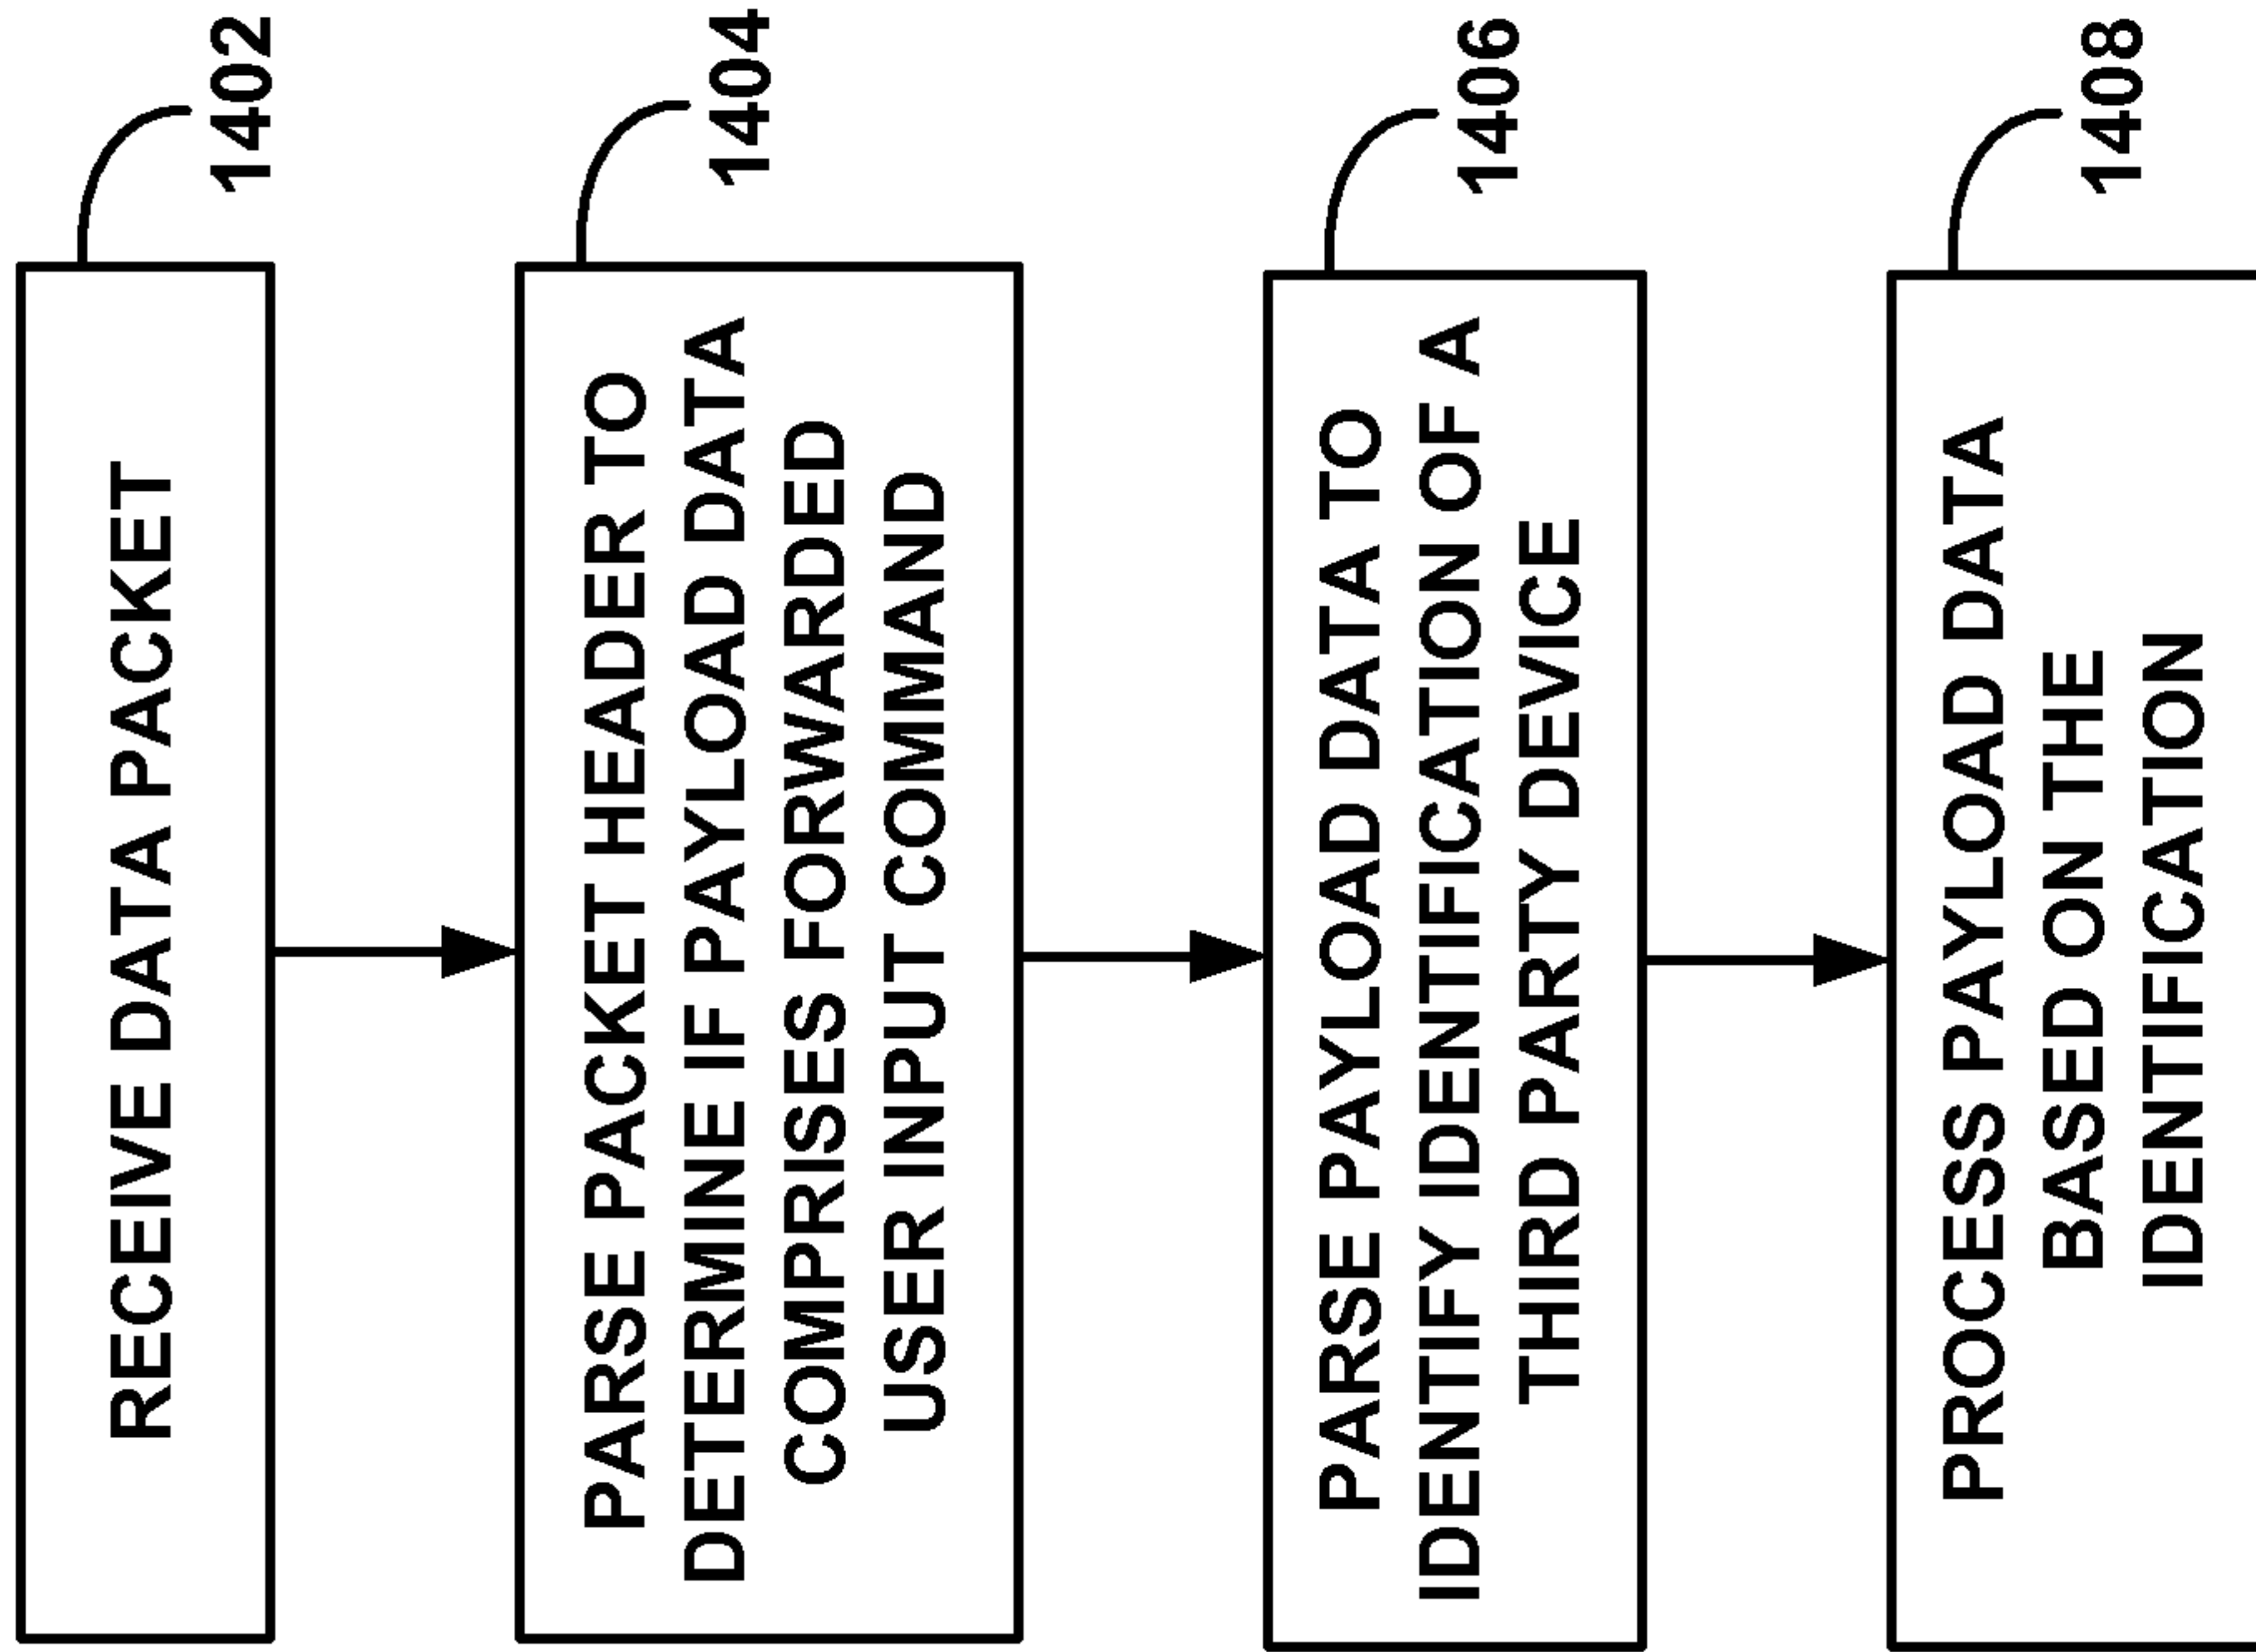 RECEIVE DATA PACKET
1402
PARSE PACKET HEADER TO
DETERMINE IF PAYLOAD DATA
COMPRISES FORWARDED
USER INPUT COMMAND
1404
PARSE PAYLOAD DATA TO
IDENTIFY IDENTIFICATION OF A
THIRD PARTY DEVICE
1406
PROCESS PAYLOAD DATA
BASED ON THE
IDENTIFICATION
1408